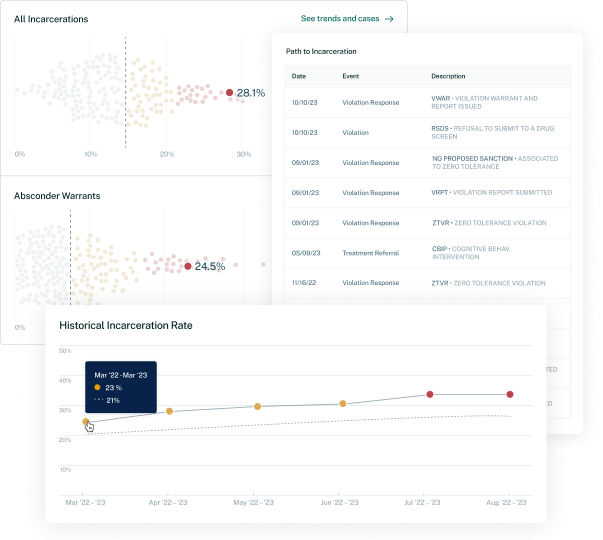 All Incarcerations
See trends and cases →
28.1%
0%
10%
20%
30%
Absconder Warrants
24.5%
0%
Path to Incarceration
Date Event Description
10/10/23 Violation Response VWAR • VIOLATION WARRANT AND
REPORT ISSUED
10/10/23 Violation RSDS • REFUSAL TO SUBMIT TO A DRUG
SCREEN
09/01/23 Violation Response NO PROPOSED SANCTION • ASSOCIATED
TO ZERO TOLERANCE
09/01/23 Violation Response VRPT • VIOLATION REPORT SUBMITTED
09/01/23 Violation Response ZTVR • ZERO TOLERANCE VIOLATION
05/09/23 Treatment Referral CBIP • COGNITIVE BEHAV.
INTERVENTION
11/16/22 Violation Response ZTVR • ZERO TOLERANCE VIOLATION
Historical Incarceration Rate
50%
40%
30%
20%
10%
Mar '22 - Mar '23
23 %
21%
Mar '22 - '23
Apr '22 - '23
May '22 - '23
Jun '22 - '23
Jul '22 - '23
Aug '22 - '23